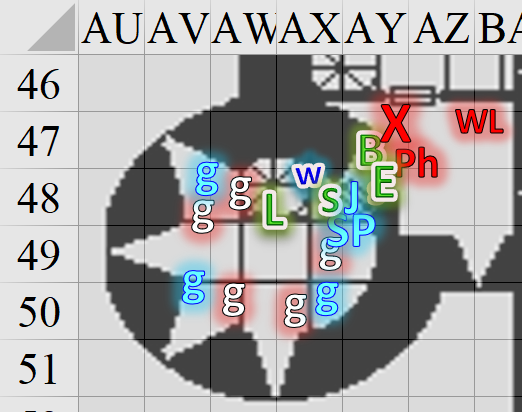 AU AV AW AX AY AZ BA
46
47 X WL
B Ph
48 g g w E
g L S J
49 SP
g
50 g g g g
51